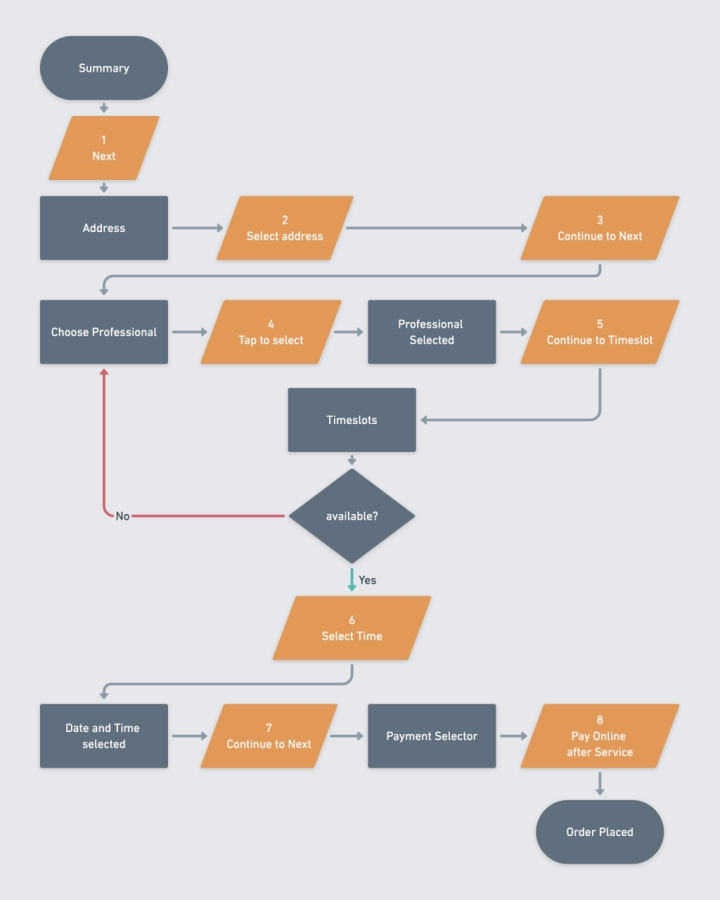 Summary
1
Next
Address
2
Select address
3
Continue to Next
Choose Professional
4
Tap to select
Professional
Selected
5
Continue to Timeslot
Timeslots
available?
No
Yes
6
Select Time
Date and Time
selected
7
Continue to Next
Payment Selector
8
Pay Online
after Service
Order Placed